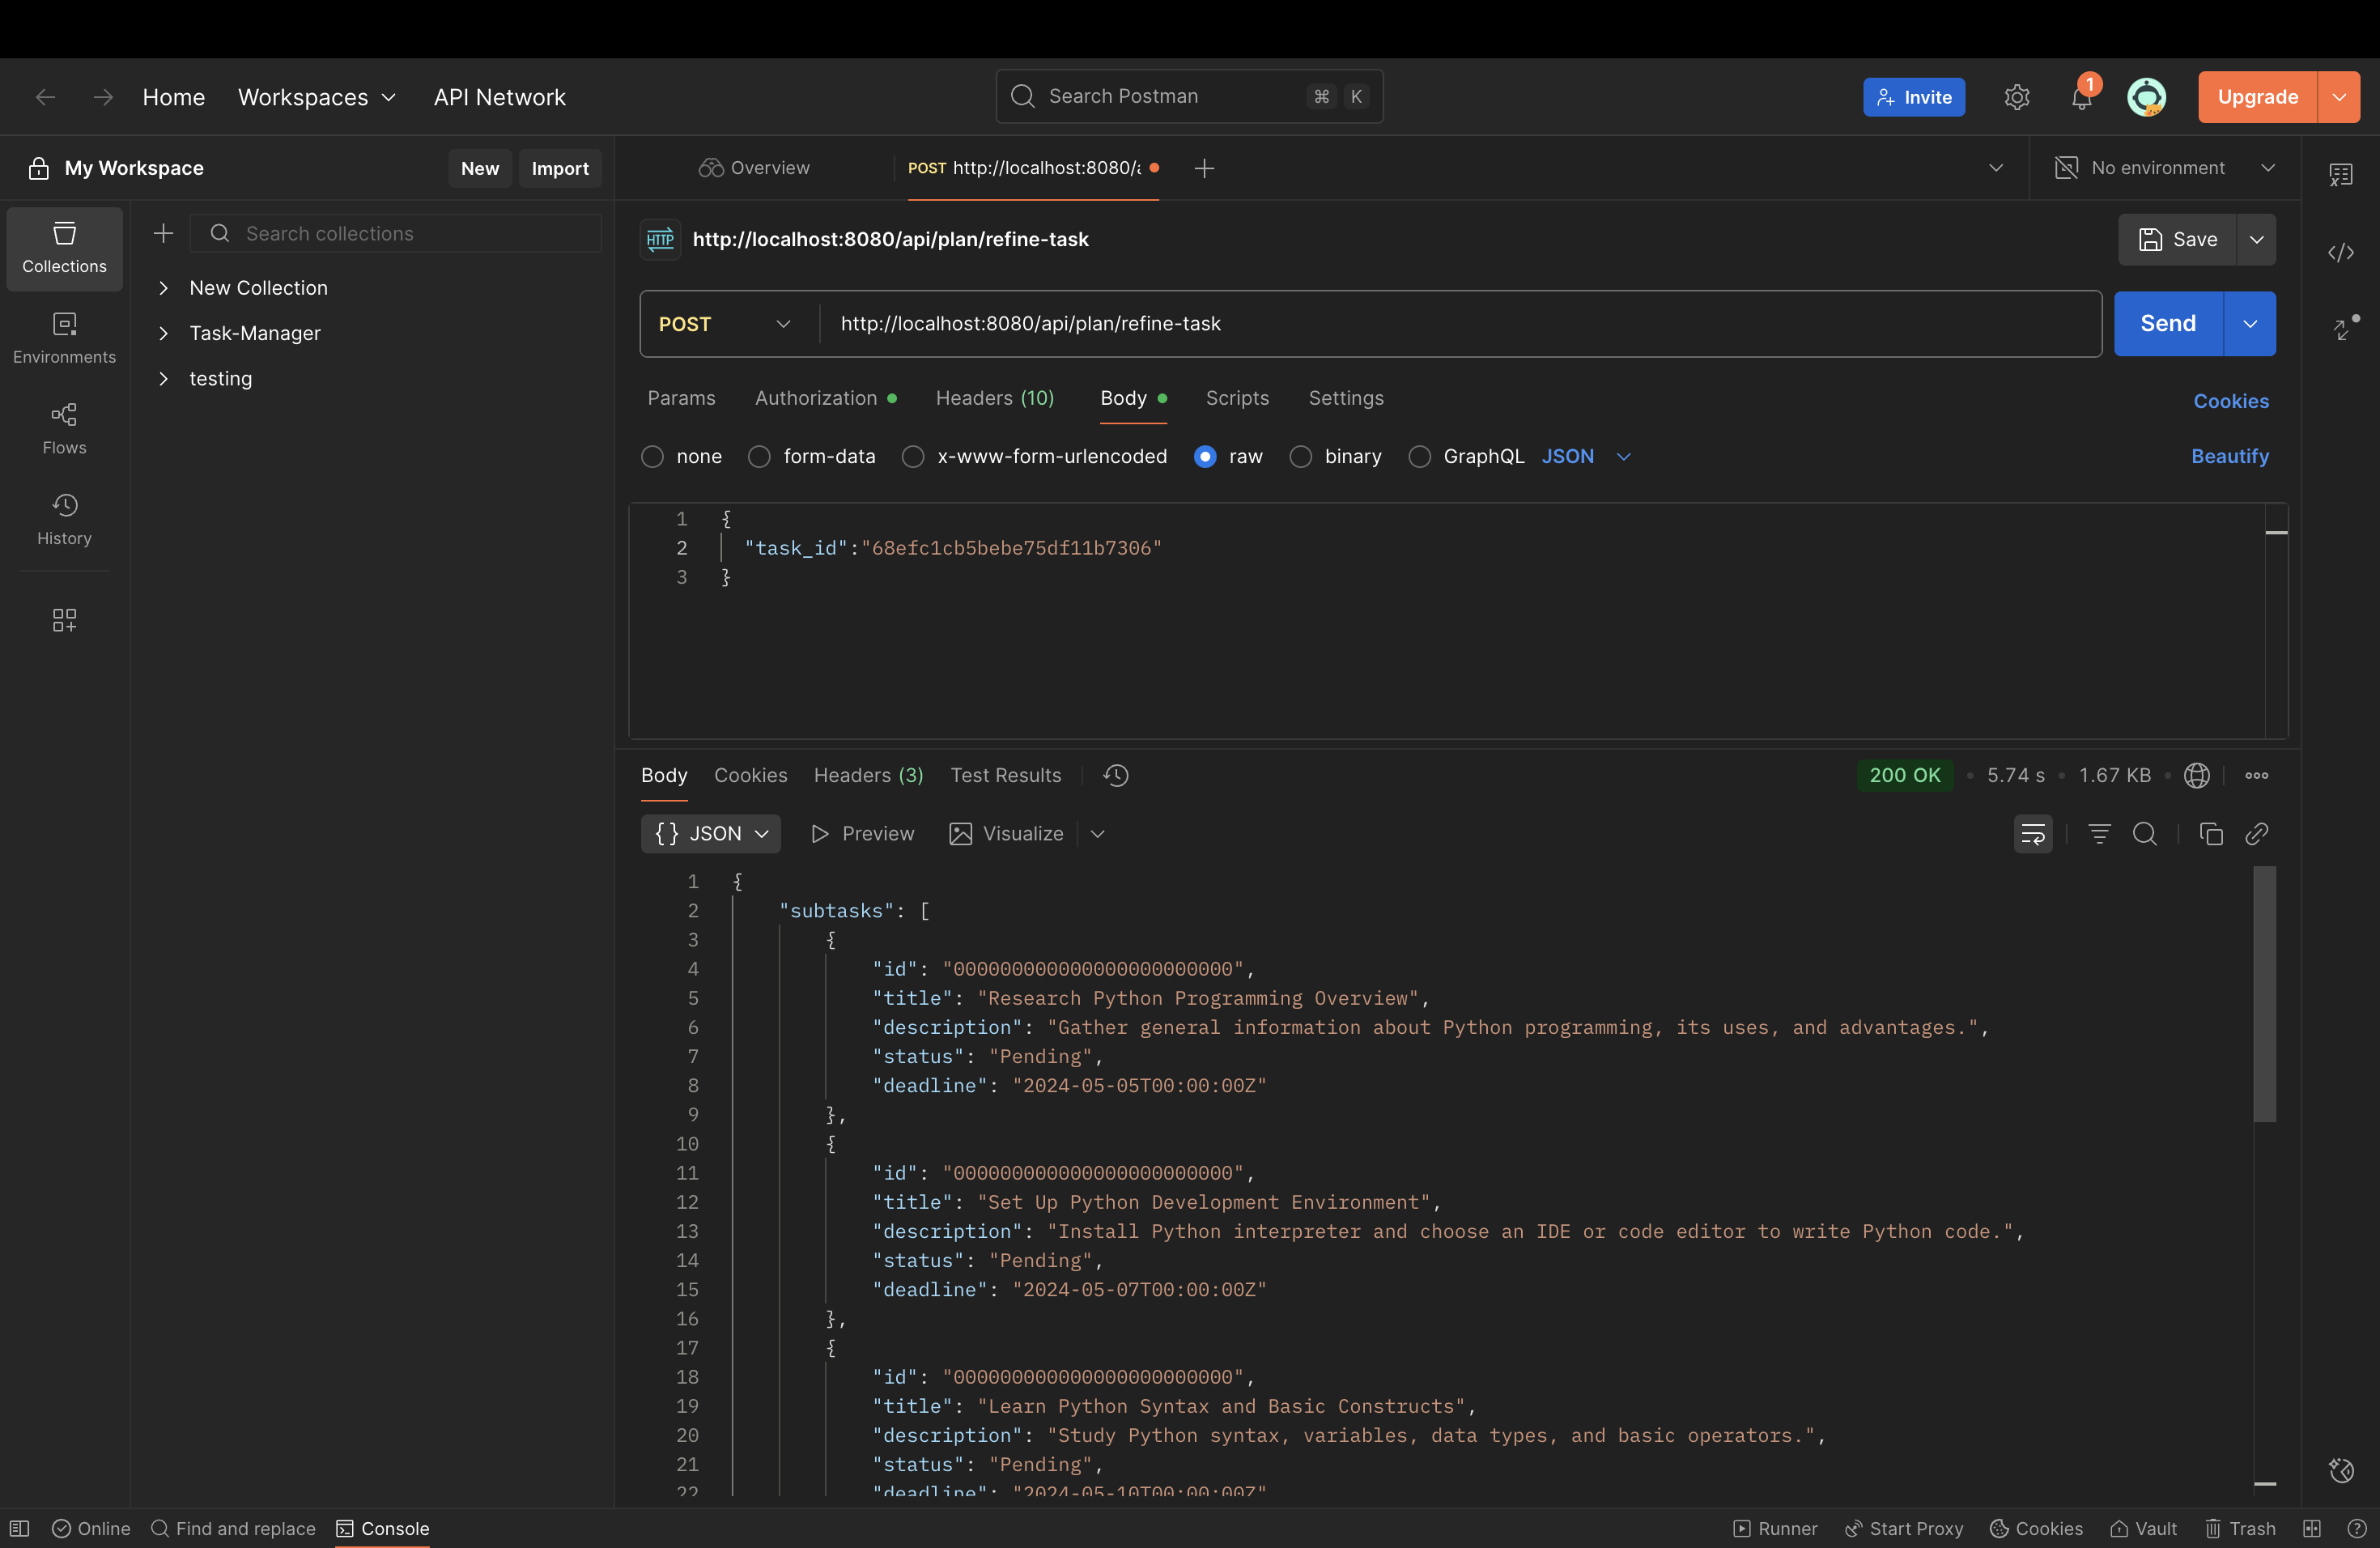 Home Workspaces API Network
Search Postman ⌘ K
Invite 1 Upgrade
My Workspace New Import
Overview POST http://localhost:8080/a No environment
Collections
Environments
Flows
History
Search collections
New Collection
Task-Manager
testing
HTTP http://localhost:8080/api/plan/refine-task Save
POST http://localhost:8080/api/plan/refine-task Send
Params Authorization Headers (10) Body Scripts Settings Cookies
none form-data x-www-form-urlencoded raw binary GraphQL JSON Beautify
1 {
2 "task_id":"68efc1cb5bebe75df11b7306"
3 }
Body Cookies Headers (3) Test Results 200 OK • 5.74 s • 1.67 KB •
{} JSON Preview Visualize
1 {
2 "subtasks": [
3 {
4 "id": "000000000000000000000000",
5 "title": "Research Python Programming Overview",
6 "description": "Gather general information about Python programming, its uses, and advantages.",
7 "status": "Pending",
8 "deadline": "2024-05-05T00:00:00Z"
9 },
10 {
11 "id": "000000000000000000000000",
12 "title": "Set Up Python Development Environment",
13 "description": "Install Python interpreter and choose an IDE or code editor to write Python code.",
14 "status": "Pending",
15 "deadline": "2024-05-07T00:00:00Z"
16 },
17 {
18 "id": "000000000000000000000000",
19 "title": "Learn Python Syntax and Basic Constructs",
20 "description": "Study Python syntax, variables, data types, and basic operators.",
21 "status": "Pending",
22 "deadline": "2024-05-10T00:00:00Z"
Online Find and replace Console Runner Start Proxy Cookies Vault Trash